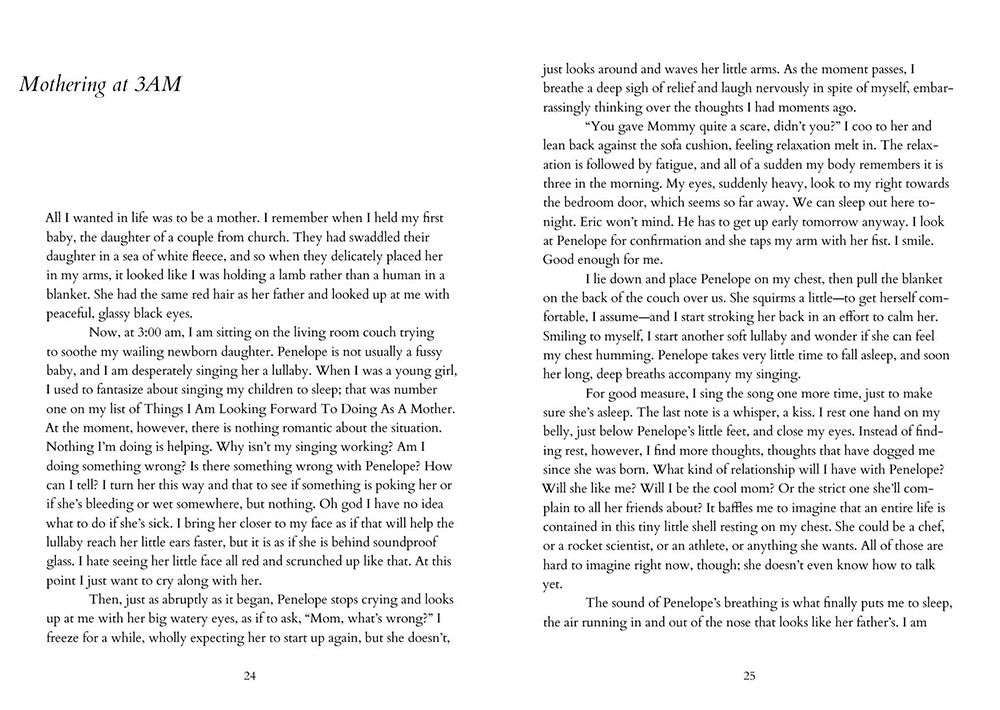 Mothering at 3AM
All I wanted in life was to be a mother. I remember when I held my first
baby, the daughter of a couple from church. They had swaddled their
daughter in a sea of white fleece, and so when they delicately placed her
in my arms, it looked like I was holding a lamb rather than a human in a
blanket. She had the same red hair as her father and looked up at me with
peaceful, glassy black eyes.
Now, at 3:00 am, I am sitting on the living room couch trying
to soothe my wailing newborn daughter. Penelope is not usually a fussy
baby, and I am desperately singing her a lullaby. When I was a young girl,
I used to fantasize about singing my children to sleep; that was number
one on my list of Things I Am Looking Forward To Doing As A Mother.
At the moment, however, there is nothing romantic about the situation.
Nothing I’m doing is helping. Why isn’t my singing working? Am I
doing something wrong? Is there something wrong with Penelope? How
can I tell? I turn her this way and that to see if something is poking her or
if she’s bleeding or wet somewhere, but nothing. Oh god I have no idea
what to do if she’s sick. I bring her closer to my face as if that will help the
lullaby reach her little ears faster, but it is as if she is behind soundproof
glass. I hate seeing her little face all red and scrunched up like that. At this
point I just want to cry along with her.
Then, just as abruptly as it began, Penelope stops crying and looks
up at me with her big watery eyes, as if to ask, “Mom, what’s wrong?” I
freeze for a while, wholly expecting her to start up again, but she doesn’t,
24
just looks around and waves her little arms. As the moment passes, I
breathe a deep sigh of relief and laugh nervously in spite of myself, embar-
rassingly thinking over the thoughts I had moments ago.
“You gave Mommy quite a scare, didn’t you?” I coo to her and
lean back against the sofa cushion, feeling relaxation melt in. The relax-
ation is followed by fatigue, and all of a sudden my body remembers it is
three in the morning. My eyes, suddenly heavy, look to my right towards
the bedroom door, which seems so far away. We can sleep out here to-
night. Eric won’t mind. He has to get up early tomorrow anyway. I look
at Penelope for confirmation and she taps my arm with her fist. I smile.
Good enough for me.
I lie down and place Penelope on my chest, then pull the blanket
on the back of the couch over us. She squirms a little—to get herself com-
fortable, I assume—and I start stroking her back in an effort to calm her.
Smiling to myself, I start another soft lullaby and wonder if she can feel
my chest humming. Penelope takes very little time to fall asleep, and soon
her long, deep breaths accompany my singing.
For good measure, I sing the song one more time, just to make
sure she’s asleep. The last note is a whisper, a kiss. I rest one hand on my
belly, just below Penelope’s little feet, and close my eyes. Instead of find-
ing rest, however, I find more thoughts, thoughts that have dogged me
since she was born. What kind of relationship will I have with Penelope?
Will she like me? Will I be the cool mom? Or the strict one she’ll com-
plain to all her friends about? It baffles me to imagine that an entire life is
contained in this tiny little shell resting on my chest. She could be a chef,
or a rocket scientist, or an athlete, or anything she wants. All of those are
hard to imagine right now, though; she doesn’t even know how to talk
yet.
The sound of Penelope’s breathing is what finally puts me to sleep,
the air running in and out of the nose that looks like her father’s. I am
25